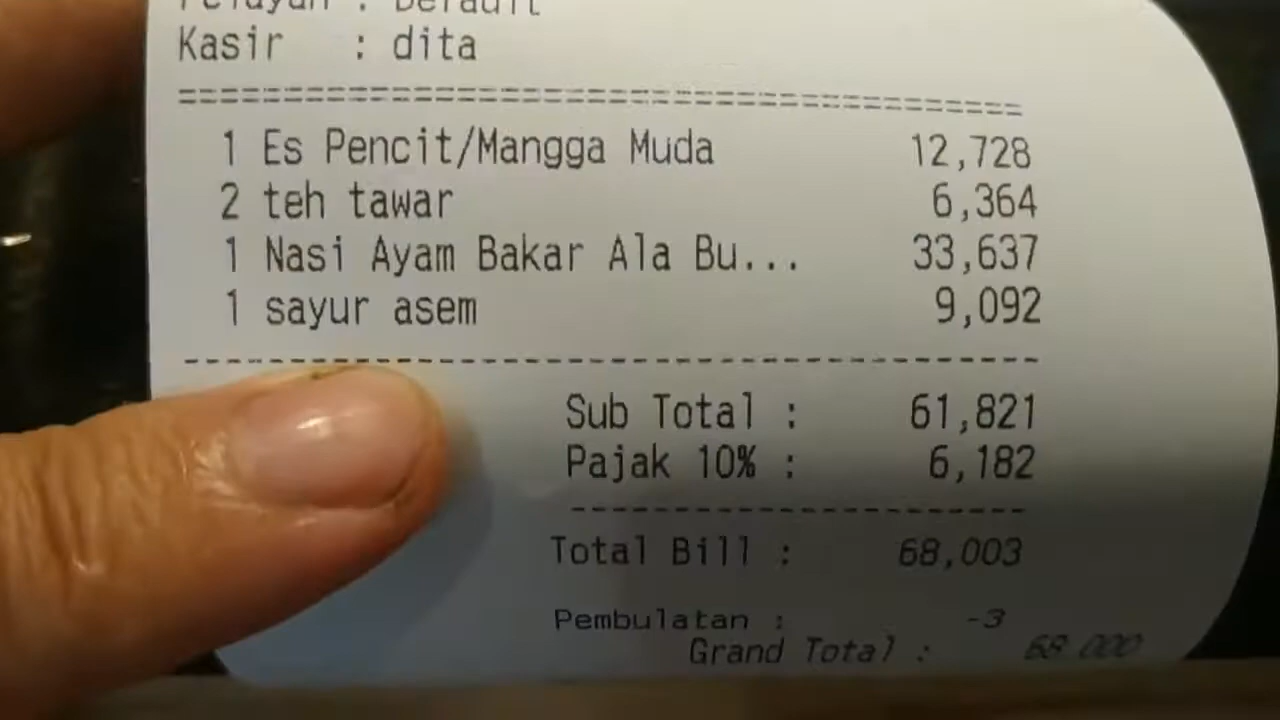 Pelayan : Default
Kasir : dita
1 Es Pencit/Mangga Muda 12,728
2 teh tawar 6,364
1 Nasi Ayam Bakar Ala Bu... 33,637
1 sayur asem 9,092
Sub Total : 61,821
Pajak 10% : 6,182
Total Bill : 68,003
Pembulatan : -3
Grand Total : 68.000